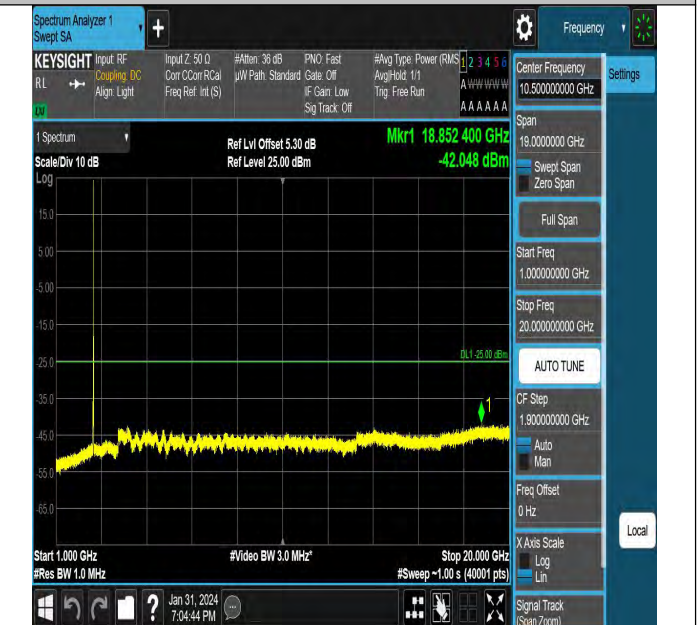 Spectrum Analyzer 1
Swept SA
+
Frequency
KEYSIGHT
RL
Input: RF
Coupling: DC
Align: Light
Input Z: 50 Ω
Corr CCorr RCal
Freq Ref: Int (S)
#Atten: 36 dB
µW Path: Standard
PNO: Fast
Gate: Off
IF Gain: Low
Sig Track: Off
#Avg Type: Power (RMS
Avg|Hold: 1/1
Trig: Free Run
1 2 3 4 5 6
A W W W W W
A A A A A A
1 Spectrum
Scale/Div 10 dB
Log
Ref Lvl Offset 5.30 dB
Ref Level 25.00 dBm
Mkr1 18.852 400 GHz
-42.048 dBm
15.0
5.00
-5.00
-15.0
-25.0
-35.0
-45.0
-55.0
-65.0
DL1 -25.00 dBm
1
Start 1.000 GHz
#Res BW 1.0 MHz
#Video BW 3.0 MHz*
Stop 20.000 GHz
#Sweep ~1.00 s (40001 pts)
?
Jan 31, 2024
7:04:44 PM
Center Frequency
10.500000000 GHz
Settings
Span
19.0000000 GHz
Swept Span
Zero Span
Full Span
Start Freq
1.000000000 GHz
Stop Freq
20.000000000 GHz
AUTO TUNE
CF Step
1.900000000 GHz
Auto
Man
Freq Offset
0 Hz
Local
X Axis Scale
Log
Lin
Signal Track
(Span Zoom)